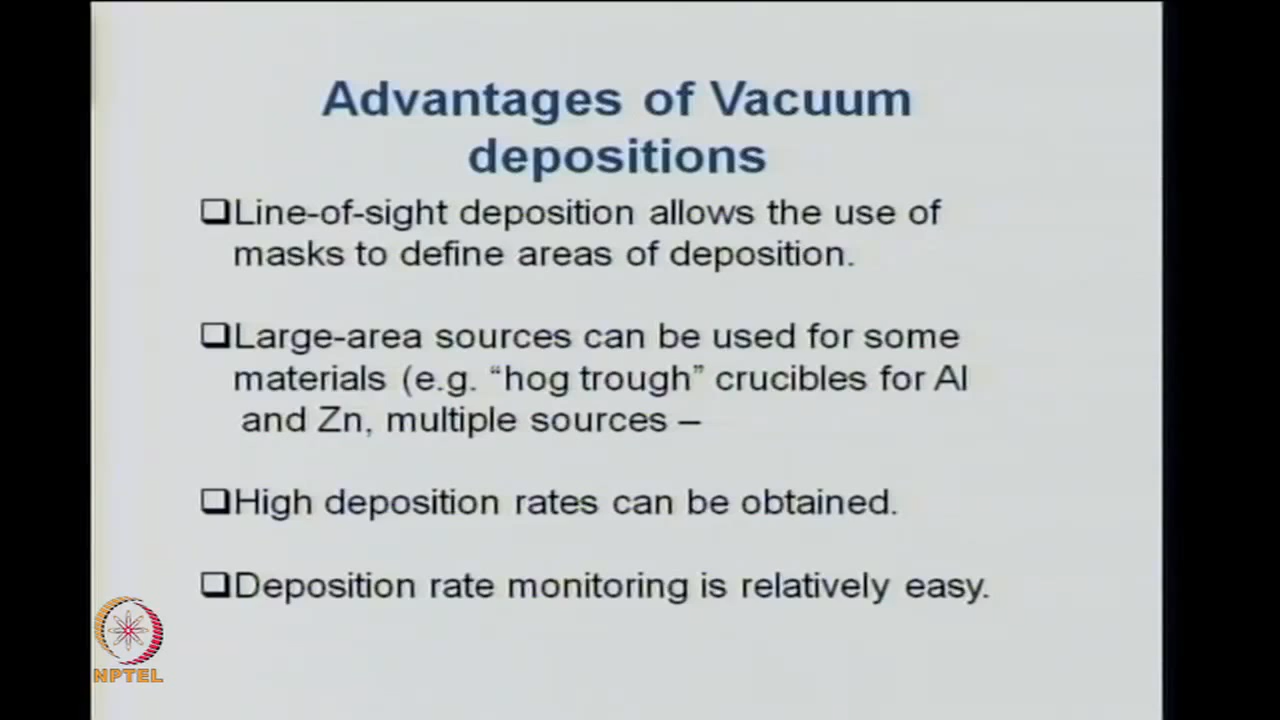 Advantages of Vacuum
depositions
❑Line-of-sight deposition allows the use of
masks to define areas of deposition.
❑Large-area sources can be used for some
materials (e.g. “hog trough” crucibles for Al
and Zn, multiple sources –
❑High deposition rates can be obtained.
❑Deposition rate monitoring is relatively easy.
NPTEL